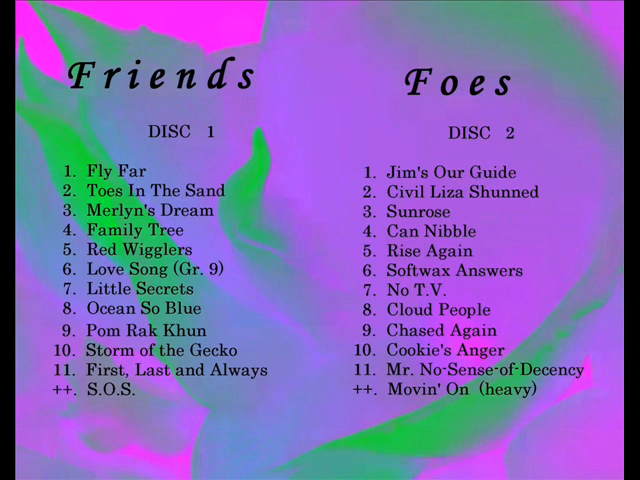 Friends
DISC 1
1. Fly Far
2. Toes In The Sand
3. Merlyn's Dream
4. Family Tree
5. Red Wigglers
6. Love Song (Gr. 9)
7. Little Secrets
8. Ocean So Blue
9. Pom Rak Khun
10. Storm of the Gecko
11. First, Last and Always
++. S.O.S.
Foes
DISC 2
1. Jim's Our Guide
2. Civil Liza Shunned
3. Sunrose
4. Can Nibble
5. Rise Again
6. Softwax Answers
7. No T.V.
8. Cloud People
9. Chased Again
10. Cookie's Anger
11. Mr. No-Sense-of-Decency
++. Movin' On (heavy)